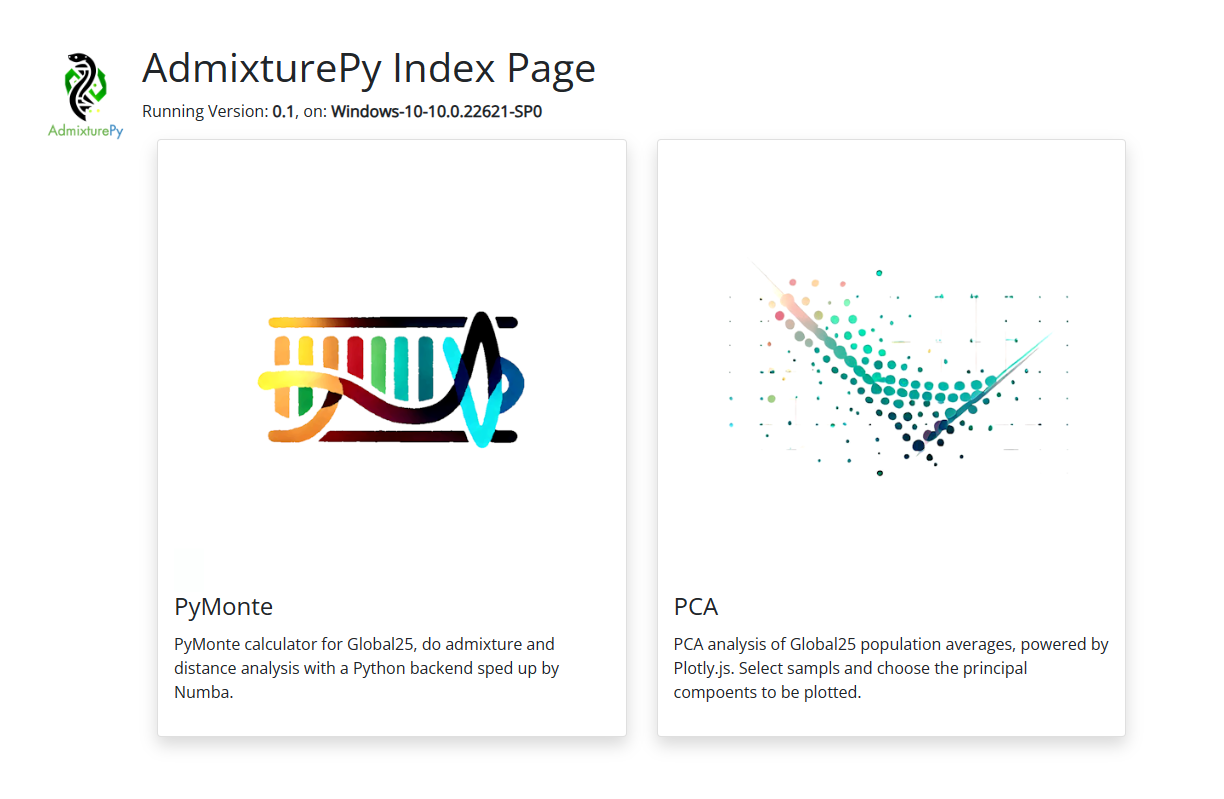 AdmixturePy Index Page
Running Version: 0.1, on: Windows-10-10.0.22621-SP0
AdmixturePy
PyMonte
PyMonte calculator for Global25, do admixture and
distance analysis with a Python backend sped up by
Numba.
PCA
PCA analysis of Global25 population averages, powered by
Plotly.js. Select sampls and choose the principal
compoents to be plotted.